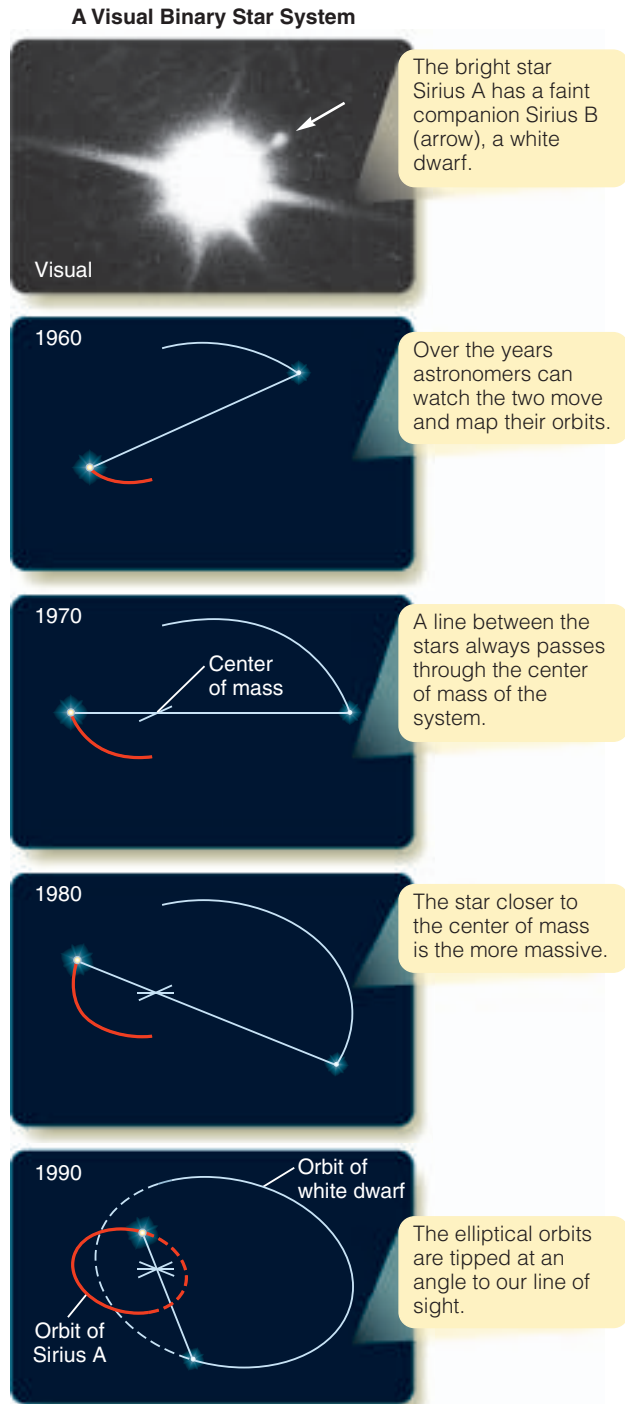 A Visual Binary Star System
Visual
The bright star
Sirius A has a faint
companion Sirius B
(arrow), a white
dwarf.
1960
Over the years
astronomers can
watch the two move
and map their orbits.
1970
Center
of mass
A line between the
stars always passes
through the center
of mass of the
system.
1980
The star closer to
the center of mass
is the more massive.
1990
Orbit of
white dwarf
Orbit of
Sirius A
The elliptical orbits
are tipped at an
angle to our line of
sight.